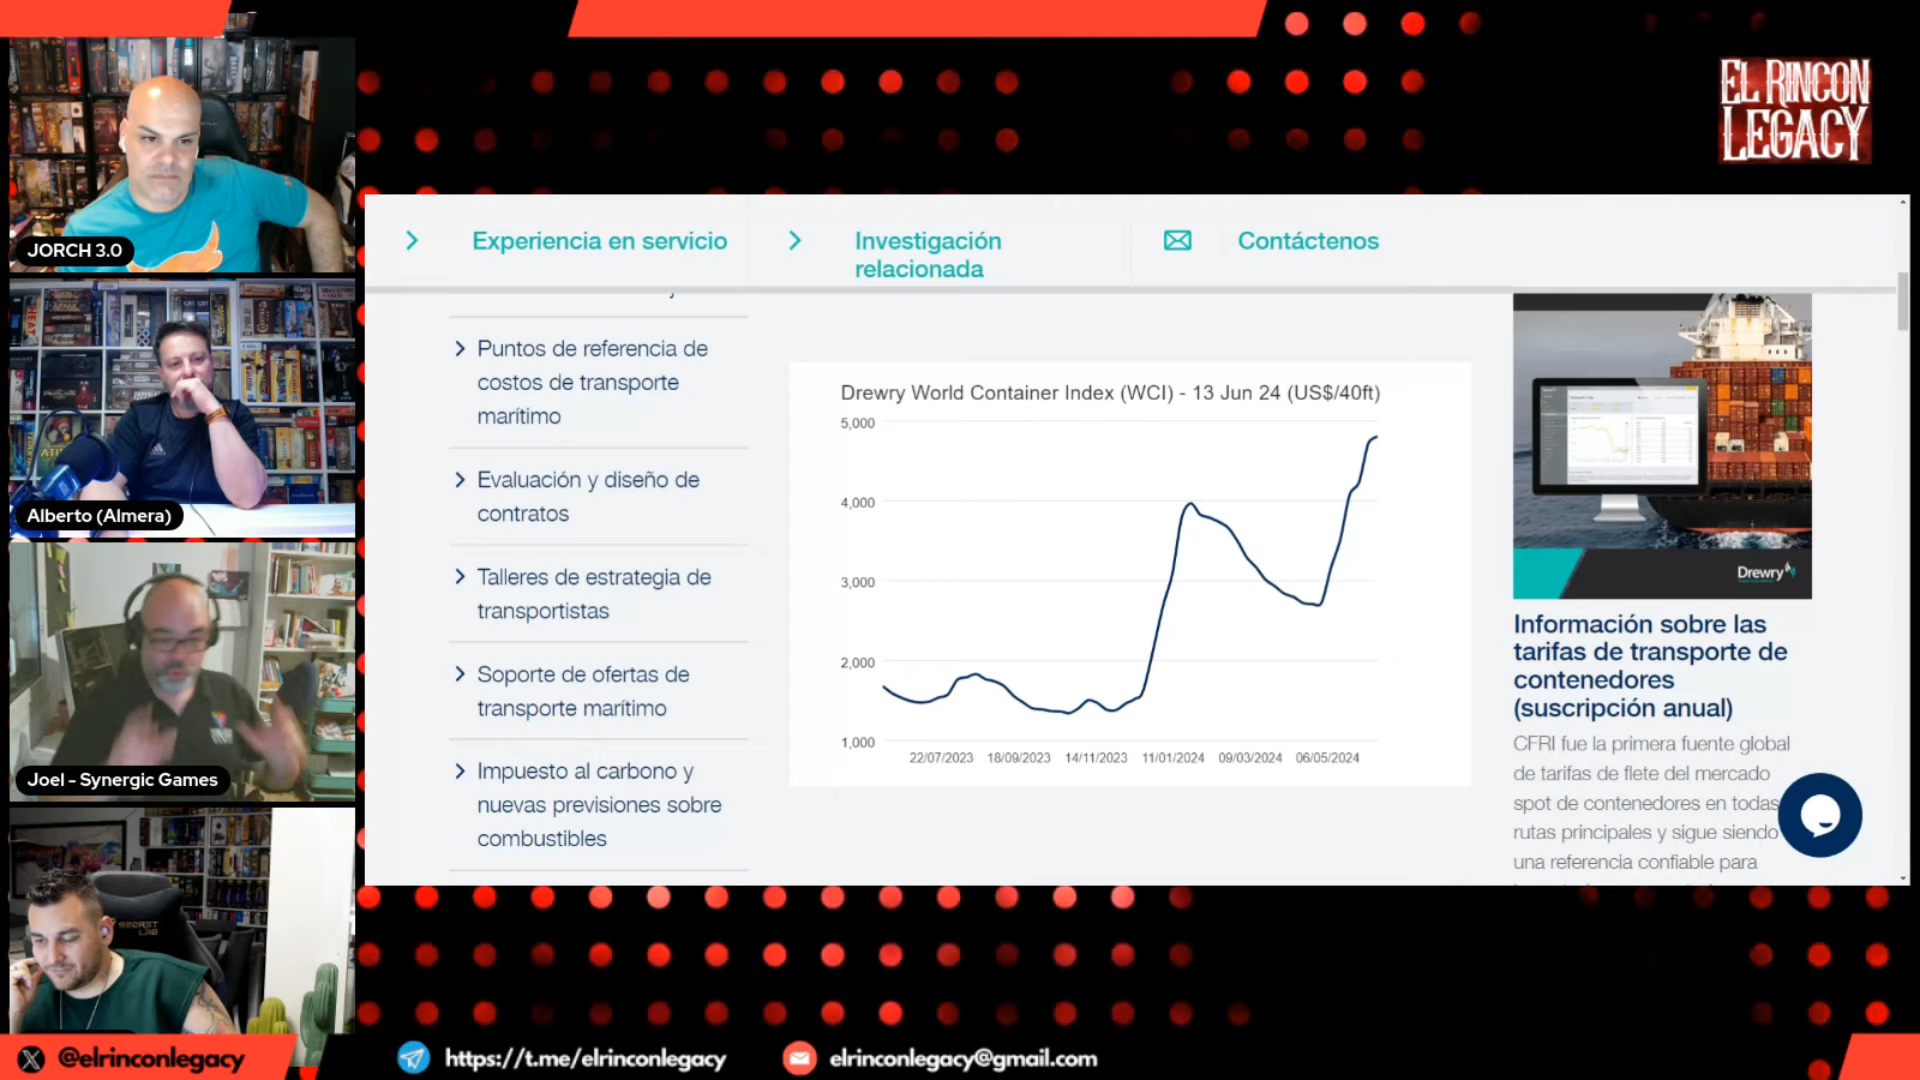 EL RINCON
LEGACY
JORCH 3.0
Alberto (Almera)
Joel - Synergic Games
SECRET
LAB
Experiencia en servicio
Investigación
relacionada
Contáctenos
Puntos de referencia de
costos de transporte
marítimo
Evaluación y diseño de
contratos
Talleres de estrategia de
transportistas
Soporte de ofertas de
transporte marítimo
Impuesto al carbono y
nuevas previsiones sobre
combustibles
Drewry World Container Index (WCI) - 13 Jun 24 (US$/40ft)
5,000
4,000
3,000
2,000
1,000
22/07/2023 18/09/2023 14/11/2023 11/01/2024 09/03/2024 06/05/2024
Drewry
Información sobre las
tarifas de transporte de
contenedores
(suscripción anual)
CFRI fue la primera fuente global
de tarifas de flete del mercado
spot de contenedores en todas
rutas principales y sigue siendo
una referencia confiable para
@elrinconlegacy
https://t.me/elrinconlegacy
elrinconlegacy@gmail.com